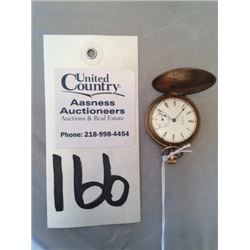 United
Country®
Aasness
Auctioneers
Auctions & Real Estate
Phone: 218-998-4454
166